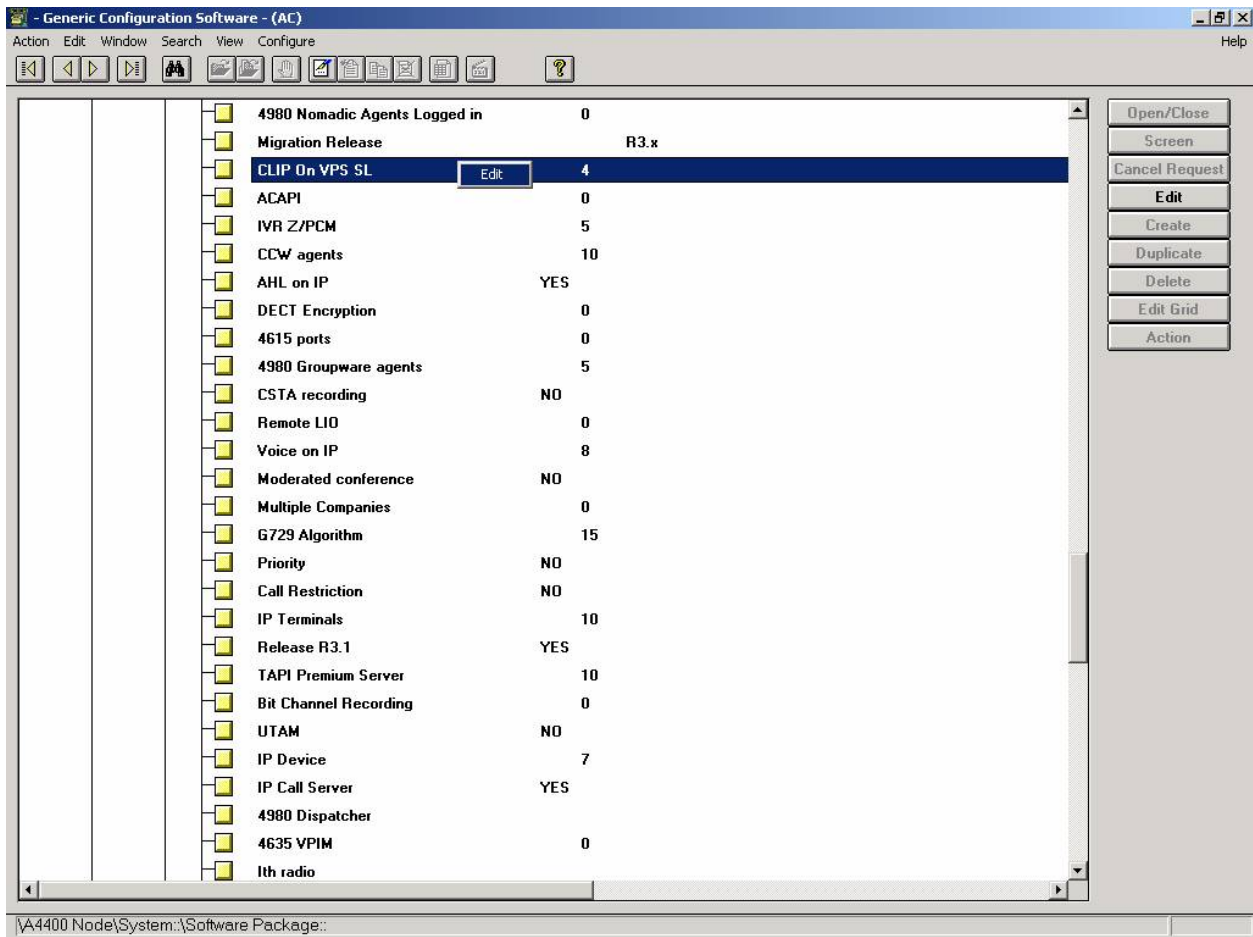 - Generic Configuration Software - (AC)
Action Edit Window Search View Configure Help
4980 Nomadic Agents Logged in 0
Migration Release R3.x
CLIP On VPS SL 4
Edit
ACAPI 0
IVR Z/PCM 5
CCW agents 10
AHL on IP YES
DECT Encryption 0
4615 ports 0
4980 Groupware agents 5
CSTA recording NO
Remote LIO 0
Voice on IP 8
Moderated conference NO
Multiple Companies 0
G729 Algorithm 15
Priority NO
Call Restriction NO
IP Terminals 10
Release R3.1 YES
TAPI Premium Server 10
Bit Channel Recording 0
UTAM NO
IP Device 7
IP Call Server YES
4980 Dispatcher
4635 VPIM 0
Ith radio
Open/Close
Screen
Cancel Request
Edit
Create
Duplicate
Delete
Edit Grid
Action
\A4400 Node\System::\Software Package::